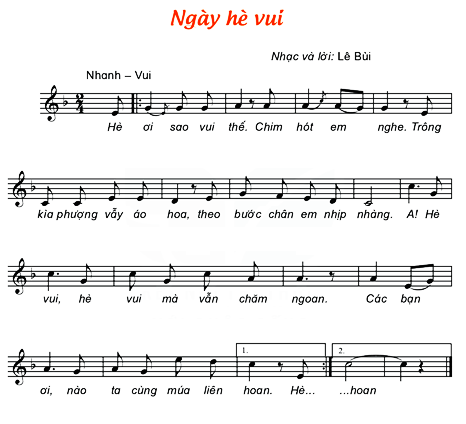 Ngày hè vui
Nhạc và lời: Lê Bùi
Nhanh – Vui
2
4
Hè ơi sao vui thế. Chim hót em nghe. Trông
kìa phượng vẫy áo hoa, theo bước chân em nhịp nhàng. A! Hè
vui, hè vui mà vẫn chăm ngoan. Các bạn
1. 2.
ơi, nào ta cùng múa liên hoan. Hè... ...hoan